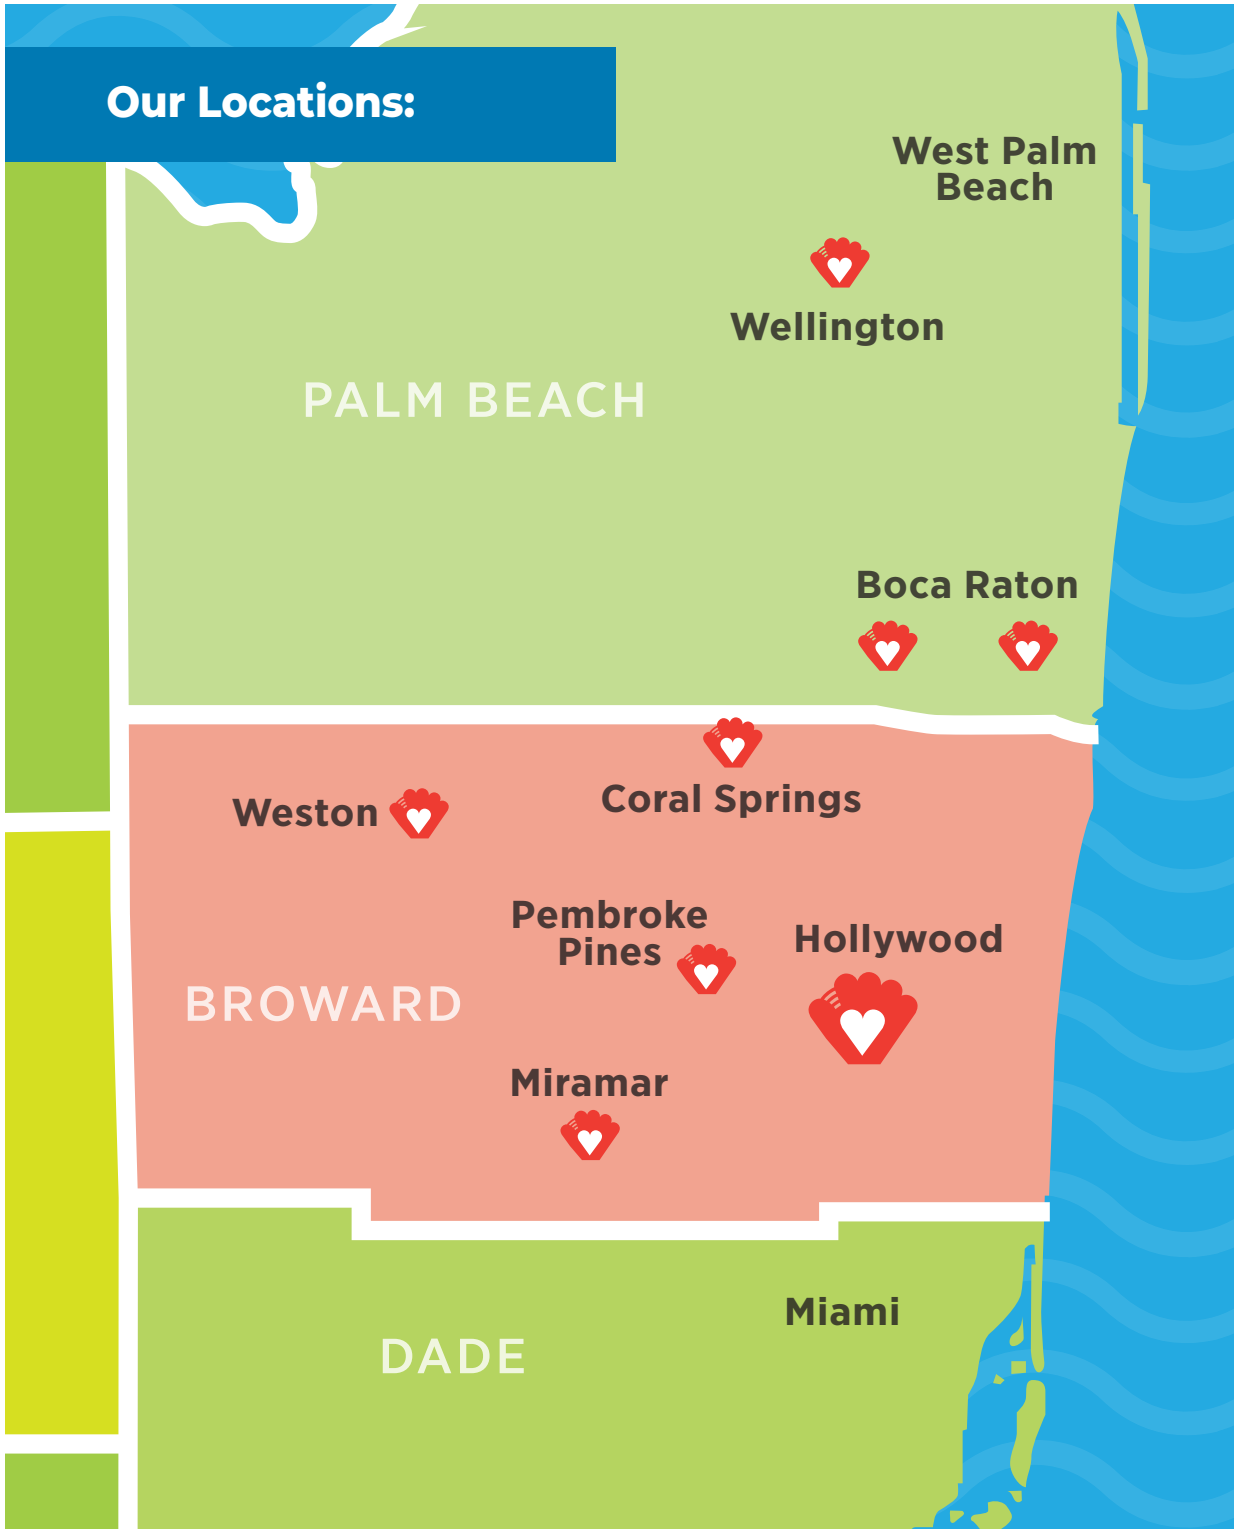 Our Locations:
West Palm
Beach
Wellington
PALM BEACH
Boca Raton
Coral Springs
Weston
Pembroke
Pines
Hollywood
BROWARD
Miramar
Miami
DADE